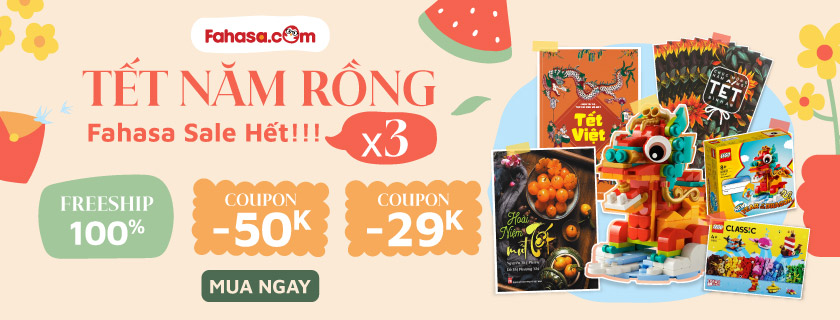 Fahasa.com
TẾT NĂM RỒNG
Fahasa Sale Hết!!!
x3
FREESHIP
100%
COUPON
-50K
COUPON
-29K
MUA NGAY
Tết
Việt
TẾT
Hoài
Niệm
một Tết
LEGO
LEGO
CLASSIC